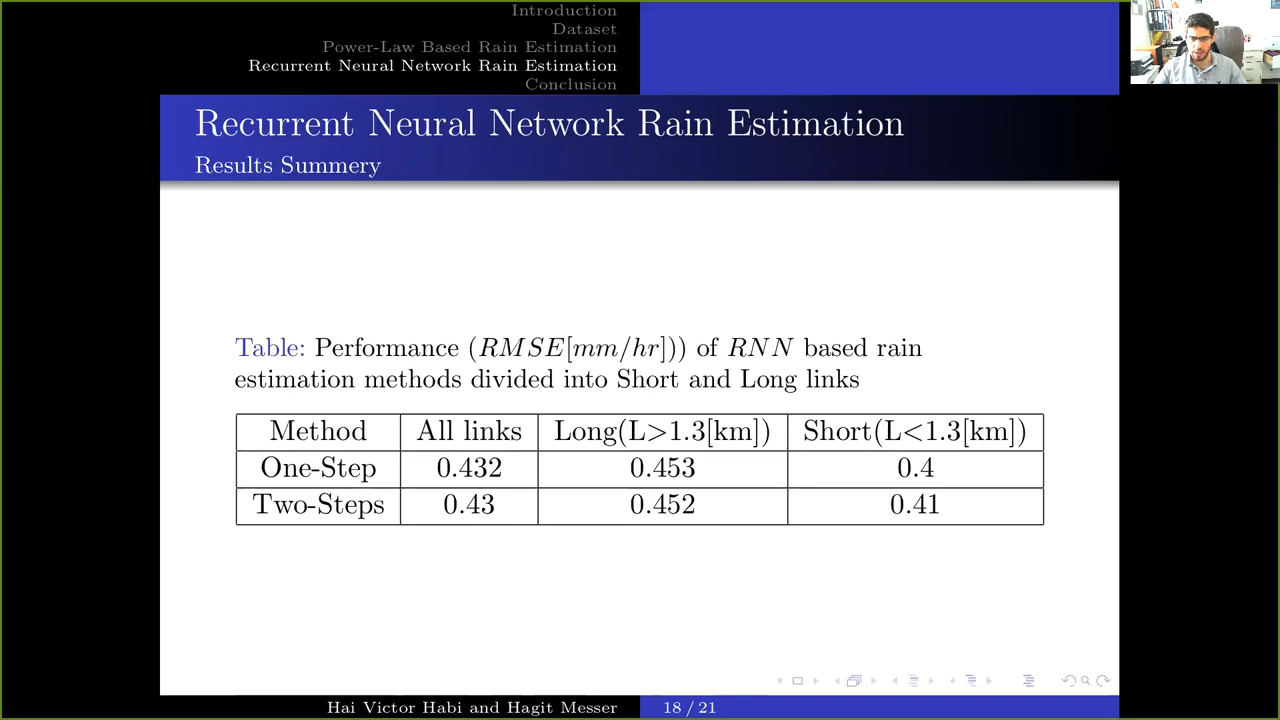 Introduction
Dataset
Power-Law Based Rain Estimation
Recurrent Neural Network Rain Estimation
Conclusion
Recurrent Neural Network Rain Estimation
Results Summery
Table: Performance (RMSE[mm/hr])) of RNN based rain
estimation methods divided into Short and Long links
Method All links Long(L>1.3[km]) Short(L<1.3[km])
One-Step 0.432 0.453 0.4
Two-Steps 0.43 0.452 0.41
Hai Victor Habi and Hagit Messer 18 / 21